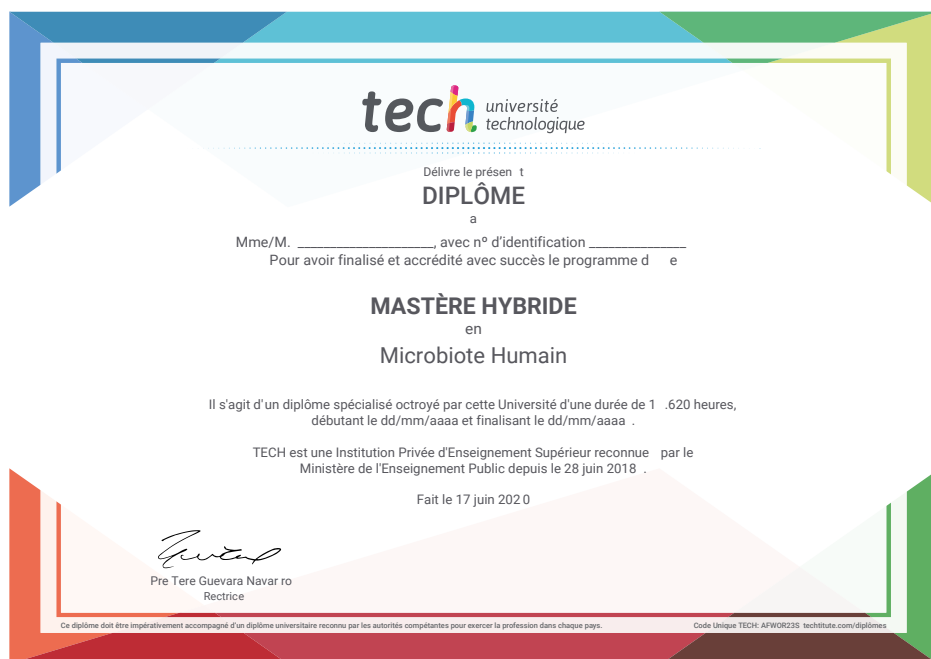 tech université
technologique
Délivre le présen t
DIPLÔME
a
Mme/M. _____________________, avec nº d'identification _______________
Pour avoir finalisé et accrédité avec succès le programme d e
MASTÈRE HYBRIDE
en
Microbiote Humain
Il s'agit d'un diplôme spécialisé octroyé par cette Université d'une durée de 1 .620 heures,
débutant le dd/mm/aaaa et finalisant le dd/mm/aaaa .
TECH est une Institution Privée d'Enseignement Supérieur reconnue par le
Ministère de l'Enseignement Public depuis le 28 juin 2018 .
Fait le 17 juin 202 0
Pre Tere Guevara Navar ro
Rectrice
Ce diplôme doit être impérativement accompagné d'un diplôme universitaire reconnu par les autorités compétentes pour exercer la profession dans chaque pays.
Code Unique TECH: AFWOR23S techtitute.com/diplômes